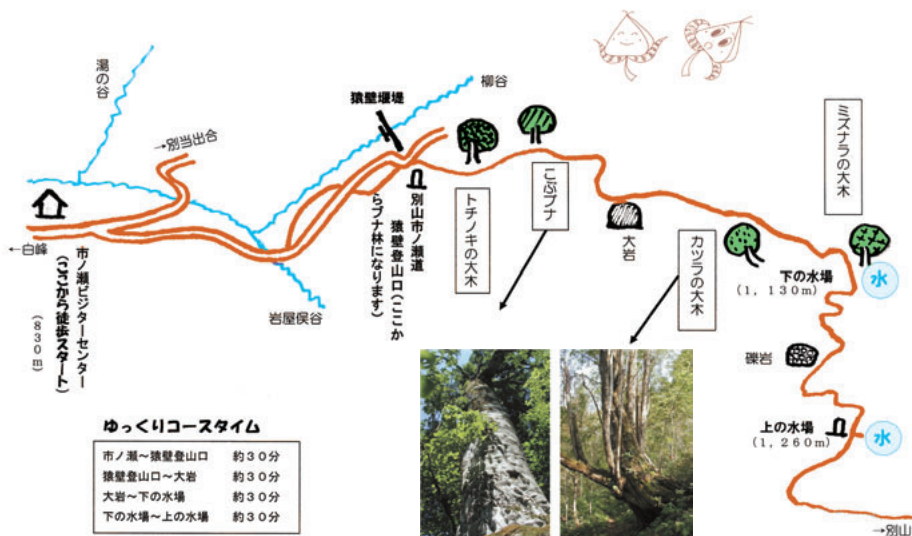 湯の谷
→別当出合
←白峰
市ノ瀬ビジターセンター
(ここから徒歩スタート)
(830m)
岩屋俣谷
猿壁堰堤
柳谷
別山市ノ瀬道
猿壁登山口(ここか
らブナ林になります)
トチノキの大木
こぶブナ
大岩
カツラの大木
ミズナラの大木
下の水場
(1,130m)
水
礫岩
上の水場
(1,260m)
水
→別山
ゆっくりコースタイム
市ノ瀬~猿壁登山口 約30分
猿壁登山口~大岩 約30分
大岩~下の水場 約30分
下の水場~上の水場 約30分